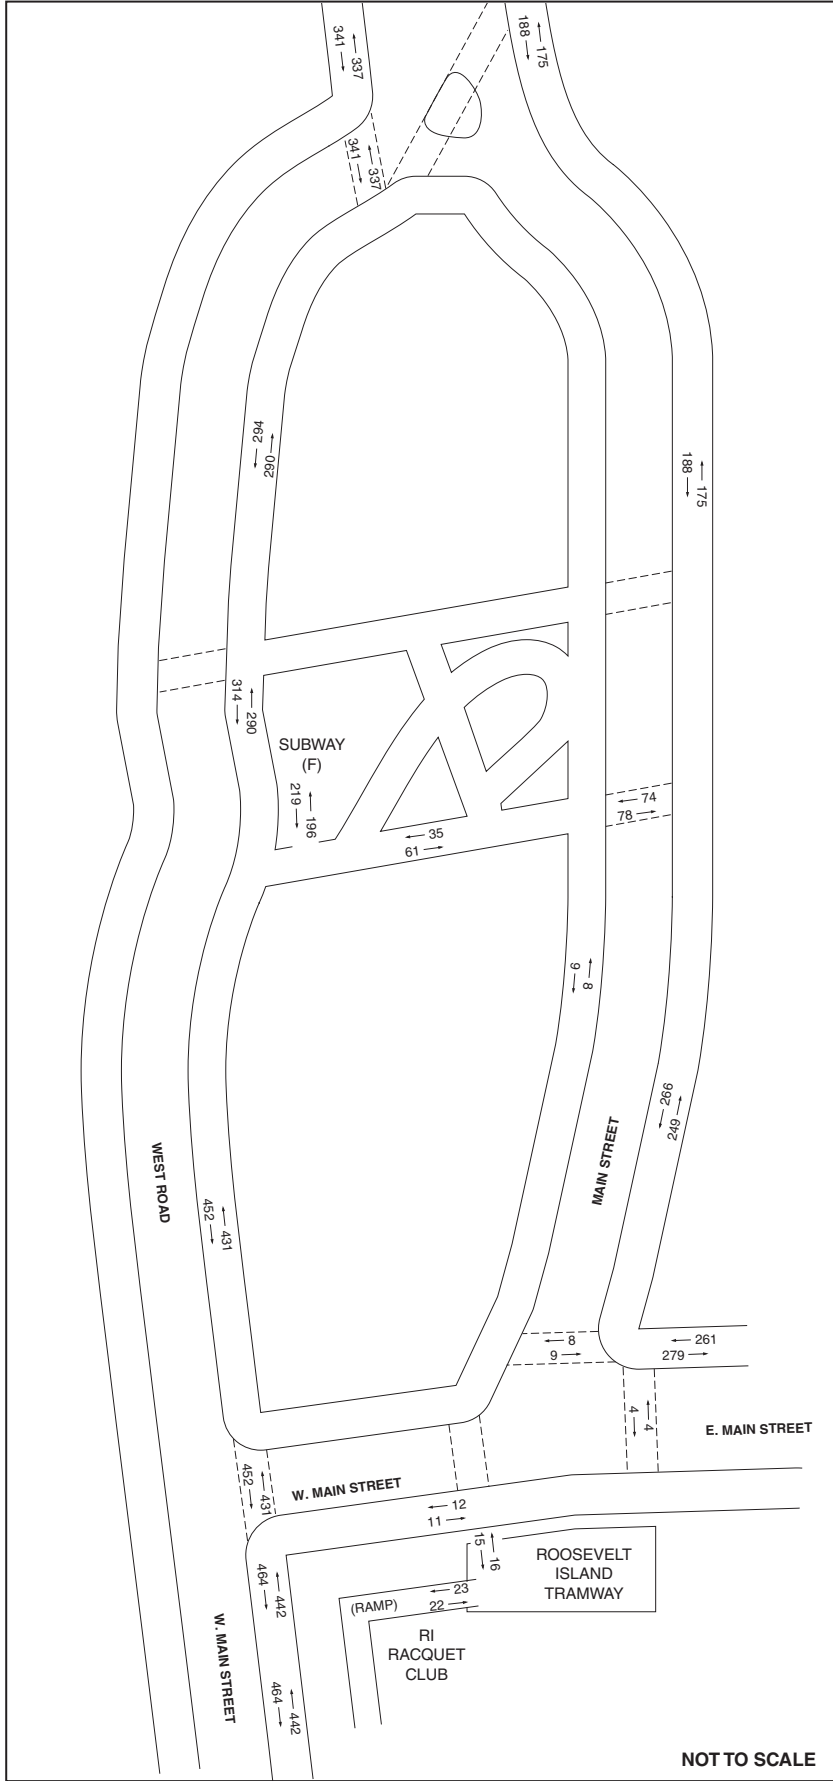 188
175
341
337
341
337
294
290
188
175
314
290
SUBWAY
(F)
219
196
74
78
35
61
9
8
266
249
MAIN STREET
WEST ROAD
452
431
8
9
261
279
4
4
E. MAIN STREET
452
431
W. MAIN STREET
12
11
15
16
ROOSEVELT
ISLAND
TRAMWAY
464
442
23
22
(RAMP)
RI
RACQUET
CLUB
W. MAIN STREET
464
442
NOT TO SCALE